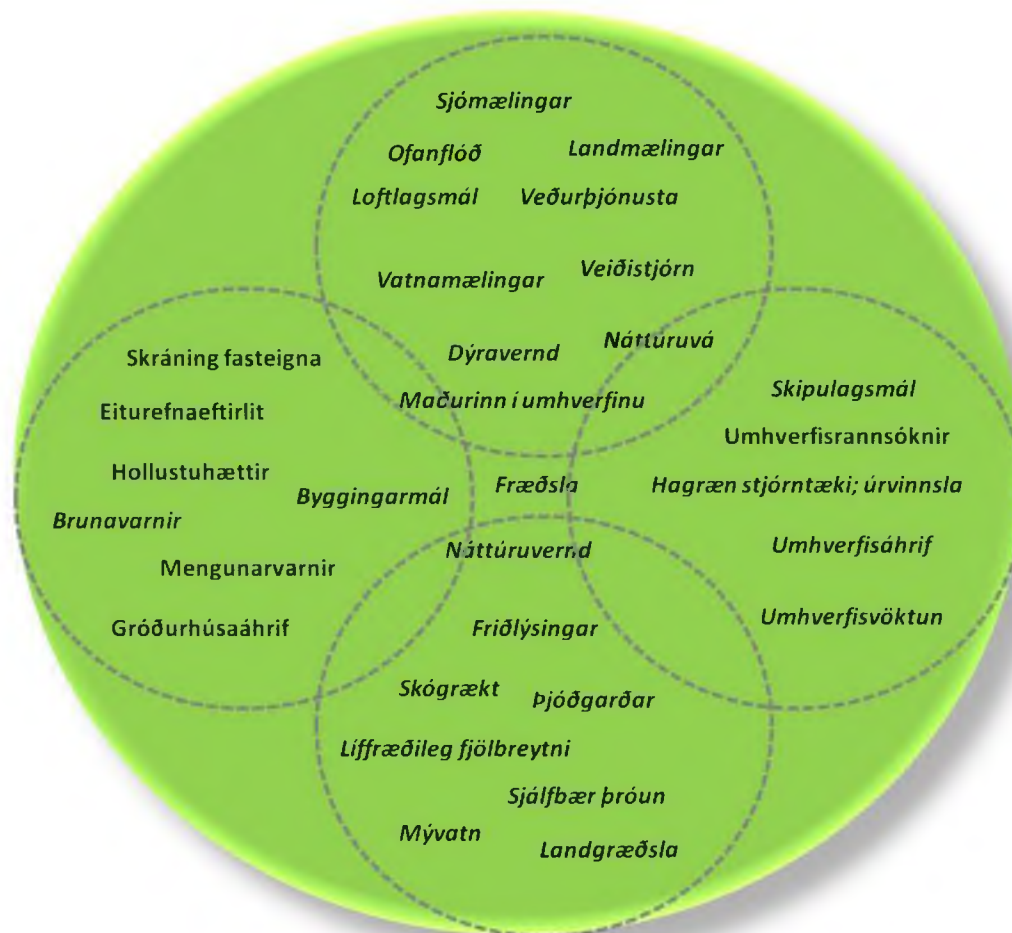 Sjómælingar
Ofanflóð
Landmælingar
Loftlagsmál
Veðurþjónusta
Vatnamælingar
Veiðistjórn
Dýravernd
Náttúruvá
Maðurinn í umhverfinu
Skráning fasteigna
Eiturefnaeftirlit
Hollustuhættir
Byggingarmál
Brunavarnir
Mengunarvarnir
Gróðurhúsaáhrif
Fræðsla
Skipulagsmál
Umhverfisrannsóknir
Hagræn stjórntæki; úrvinnsla
Umhverfisáhrif
Umhverfisvöktun
Náttúruvernd
Friðlýsingar
Skógrækt
Þjóðgarðar
Líffræðileg fjölbreytni
Sjálfbær þróun
Mývatn
Landgræðsla